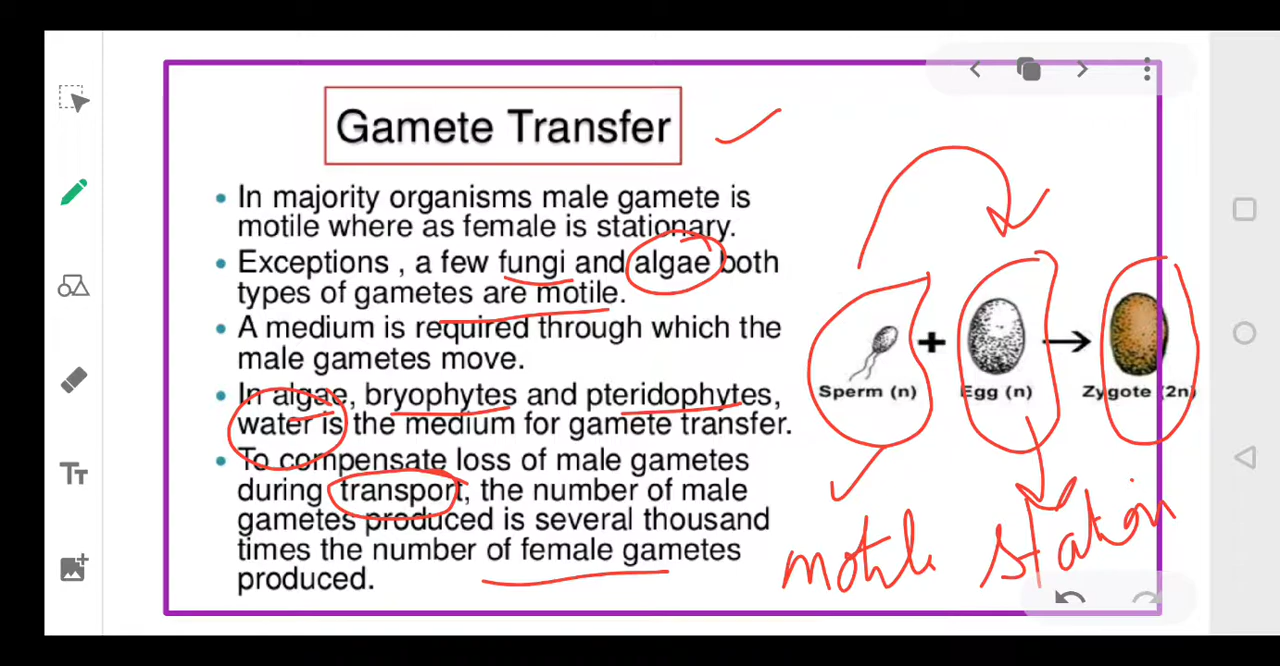 Gamete Transfer
• In majority organisms male gamete is
motile where as female is stationary.
• Exceptions , a few fungi and algae both
types of gametes are motile.
• A medium is required through which the
male gametes move.
• In algae, bryophytes and pteridophytes,
water is the medium for gamete transfer.
• To compensate loss of male gametes
during transport, the number of male
gametes produced is several thousand
times the number of female gametes
produced.
+
→
Sperm (n)
Egg (n)
Zygote (2n)
motile
station
TT